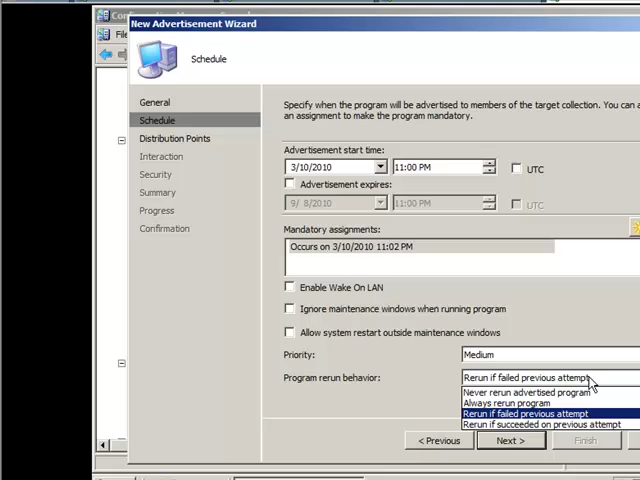 New Advertisement Wizard
File
Schedule
General
Schedule
Distribution Points
Interaction
Security
Summary
Progress
Confirmation
Specify when the program will be advertised to members of the target collection. You can a
an assignment to make the program mandatory.
Advertisement start time:
3/10/2010 11:00 PM UTC
Advertisement expires:
9/ 8/2010 11:00 PM UTC
Mandatory assignments:
Occurs on 3/10/2010 11:02 PM
Enable Wake On LAN
Ignore maintenance windows when running program
Allow system restart outside maintenance windows
Priority: Medium
Program rerun behavior: Rerun if failed previous attempt
Never rerun advertised program
Always rerun program
Rerun if failed previous attempt
Rerun if succeeded on previous attempt
< Previous Next > Finish